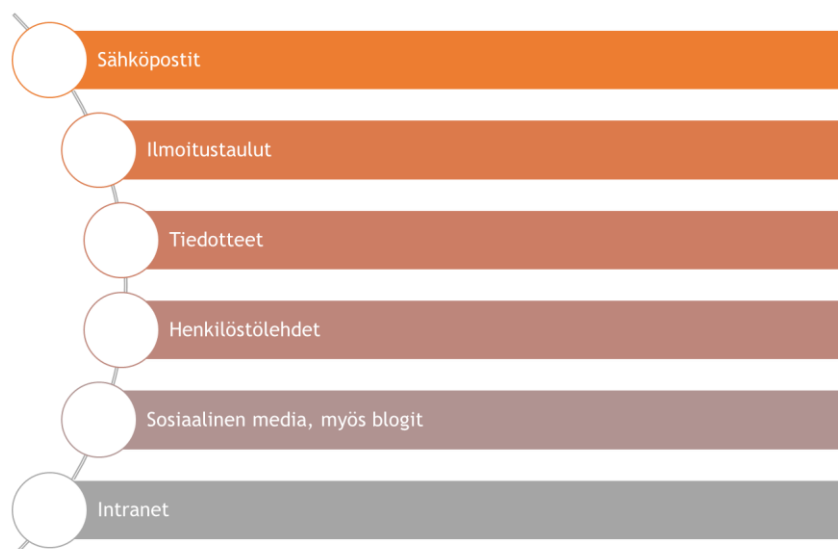 Sähköpostit
Ilmoitustaulut
Tiedotteet
Henkilöstölehdet
Sosiaalinen media, myös blogit
Intranet